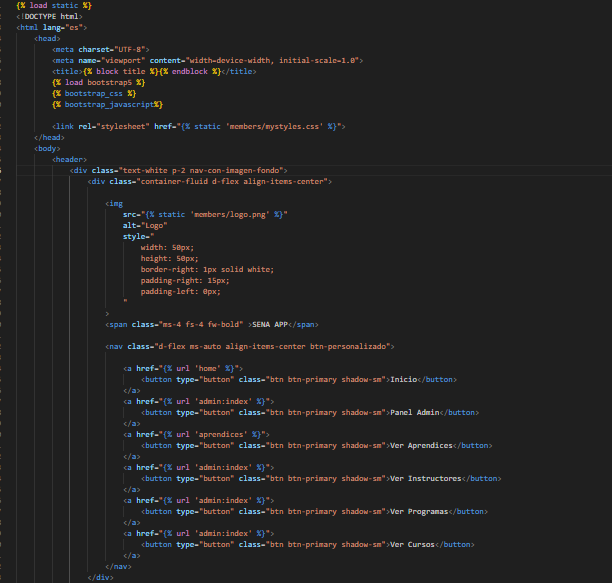 {% load static %}
<!DOCTYPE html>
<html lang="es">
<head>
<meta charset="UTF-8">
<meta name="viewport" content="width=device-width, initial-scale=1.0">
<title>{% block title %}{% endblock %}</title>
{% load bootstrap5 %}
{% bootstrap_css %}
{% bootstrap_javascript%}
<link rel="stylesheet" href="{% static 'members/mystyles.css' %}">
</head>
<body>
<header>
<div class="text-white p-2 nav-con-imagen-fondo">
<div class="container-fluid d-flex align-items-center">
<img
src="{% static 'members/logo.png' %}"
alt="Logo"
style="
width: 50px;
height: 50px;
border-right: 1px solid white;
padding-right: 15px;
padding-left: 0px;
"
>
<span class="ms-4 fs-4 fw-bold" >SENA APP</span>
<nav class="d-flex ms-auto align-items-center btn-personalizado">
<a href="{% url 'home' %}">
<button type="button" class="btn btn-primary shadow-sm">Inicio</button>
</a>
<a href="{% url 'admin:index' %}">
<button type="button" class="btn btn-primary shadow-sm">Panel Admin</button>
</a>
<a href="{% url 'aprendices' %}">
<button type="button" class="btn btn-primary shadow-sm">Ver Aprendices</button>
</a>
<a href="{% url 'admin:index' %}">
<button type="button" class="btn btn-primary shadow-sm">Ver Instructores</button>
</a>
<a href="{% url 'admin:index' %}">
<button type="button" class="btn btn-primary shadow-sm">Ver Programas</button>
</a>
<a href="{% url 'admin:index' %}">
<button type="button" class="btn btn-primary shadow-sm">Ver Cursos</button>
</a>
</nav>
</div>